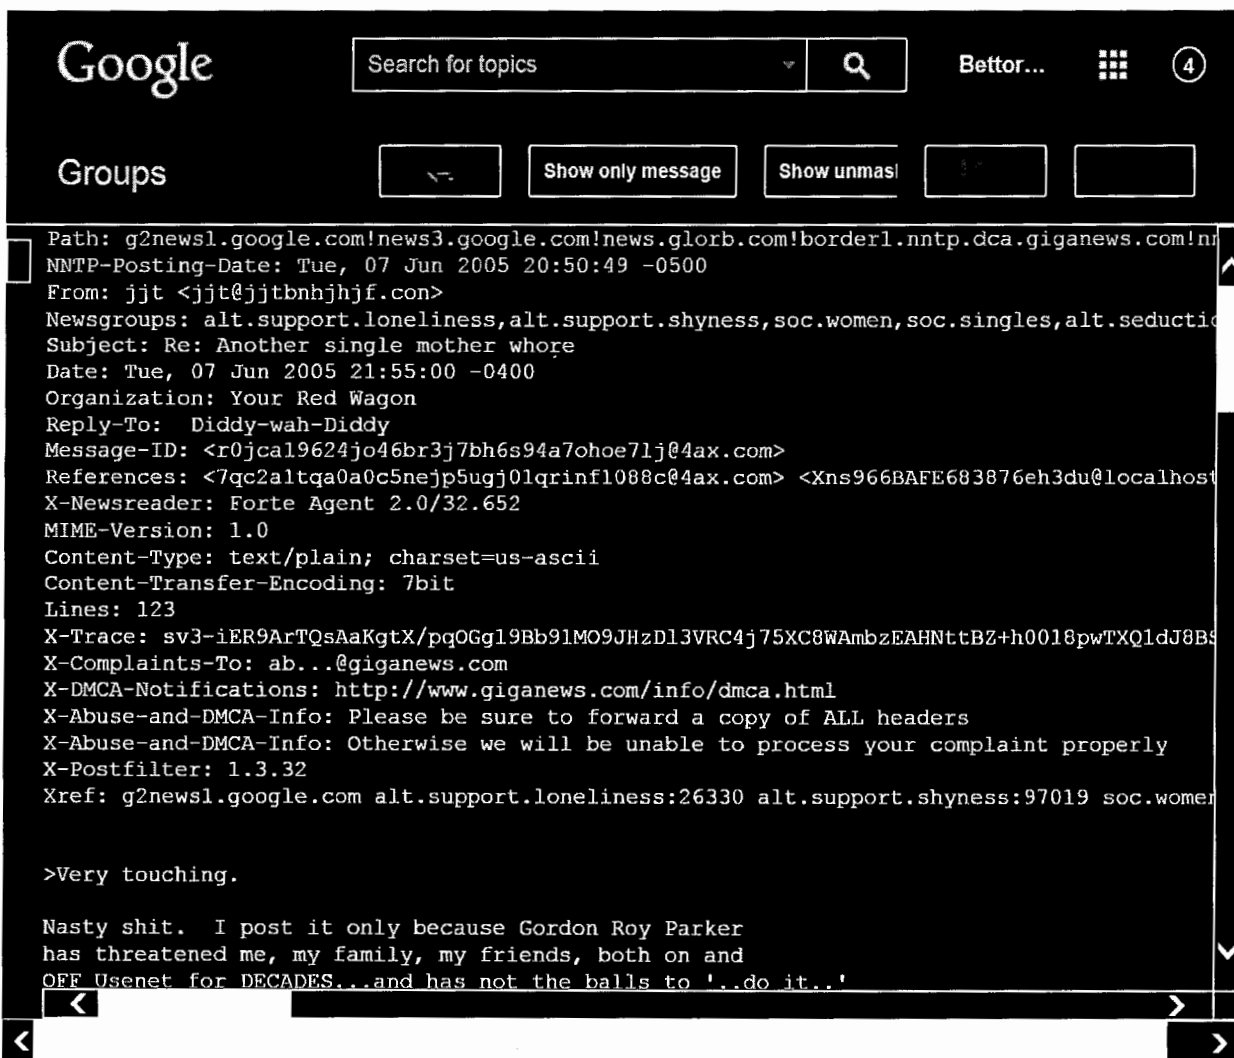 Google
Search for topics
Bettor...
4
Groups
Show only message
Show unmas
Path: g2news1.google.com!news3.google.com!news.glorb.com!border1.nntp.dca.giganews.com!nn
NNTP-Posting-Date: Tue, 07 Jun 2005 20:50:49 -0500
From: jjt <jjt@jjtbnhjhjf.con>
Newsgroups: alt.support.loneliness,alt.support.shyness,soc.women,soc.singles,alt.seductio
Subject: Re: Another single mother whore
Date: Tue, 07 Jun 2005 21:55:00 -0400
Organization: Your Red Wagon
Reply-To:  Diddy-wah-Diddy
Message-ID: <r0jca19624jo46br3j7bh6s94a7ohoe7lj@4ax.com>
References: <7qc2a1tqa0a0c5nejp5ugj01qrinf1088c@4ax.com> <Xns966BAFE683876eh3du@localhost
X-Newsreader: Forte Agent 2.0/32.652
MIME-Version: 1.0
Content-Type: text/plain; charset=us-ascii
Content-Transfer-Encoding: 7bit
Lines: 123
X-Trace: sv3-iER9ArTQsAaKgtX/pqOGgl9Bb91MO9JHzDl3VRC4j75XC8WAmbzEAHNttBZ+h0018pwTXQ1dJ8BS
X-Complaints-To: ab...@giganews.com
X-DMCA-Notifications: http://www.giganews.com/info/dmca.html
X-Abuse-and-DMCA-Info: Please be sure to forward a copy of ALL headers
X-Abuse-and-DMCA-Info: Otherwise we will be unable to process your complaint properly
X-Postfilter: 1.3.32
Xref: g2news1.google.com alt.support.loneliness:26330 alt.support.shyness:97019 soc.women
>Very touching.
Nasty shit.  I post it only because Gordon Roy Parker
has threatened me, my family, my friends, both on and
OFF Usenet for DECADES...and has not the balls to '..do it..'